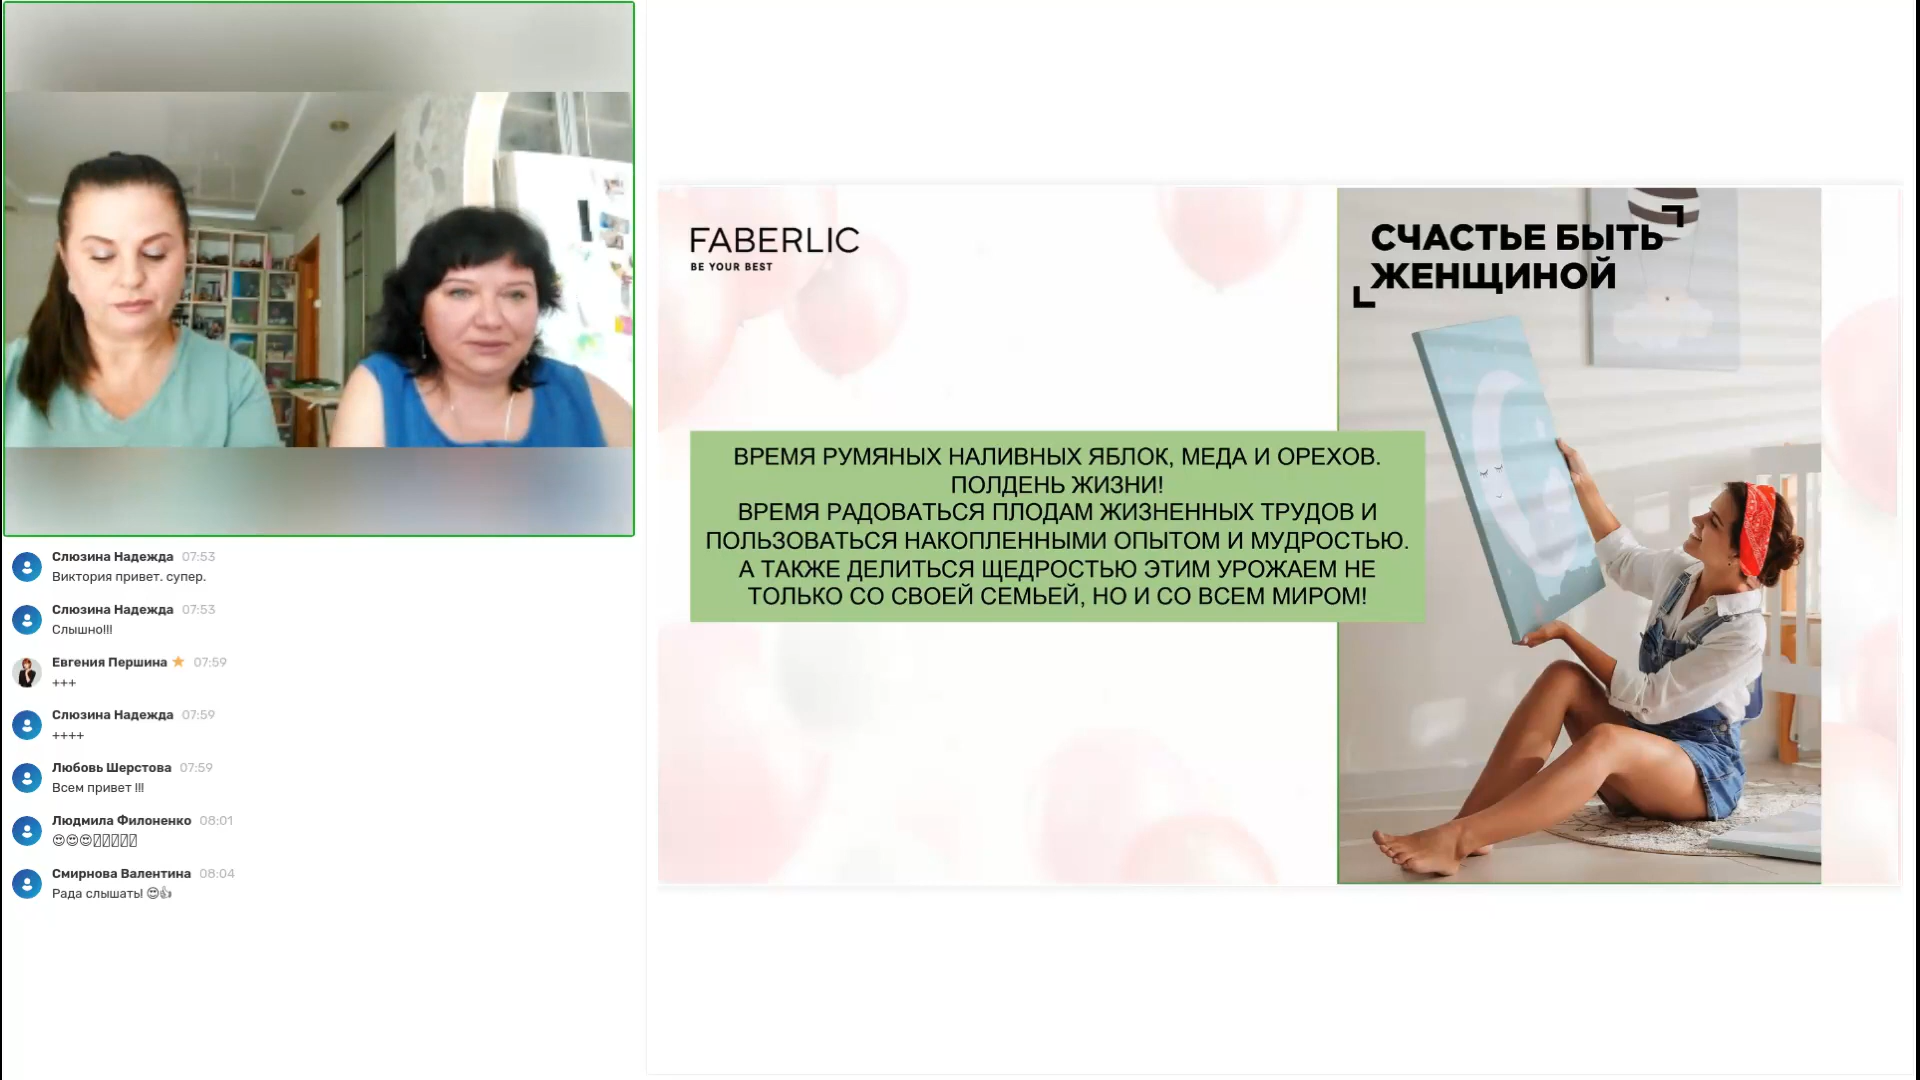 FABERLIC
BE YOUR BEST
СЧАСТЬЕ БЫТЬ
ЖЕНЩИНОЙ
ВРЕМЯ РУМЯНЫХ НАЛИВНЫХ ЯБЛОК, МЕДА И ОРЕХОВ.
ПОЛДЕНЬ ЖИЗНИ!
ВРЕМЯ РАДОВАТЬСЯ ПЛОДАМ ЖИЗНЕННЫХ ТРУДОВ И
ПОЛЬЗОВАТЬСЯ НАКОПЛЕННЫМИ ОПЫТОМ И МУДРОСТЬЮ.
А ТАКЖЕ ДЕЛИТЬСЯ ЩЕДРОСТЬЮ ЭТИМ УРОЖАЕМ НЕ
ТОЛЬКО СО СВОЕЙ СЕМЬЕЙ, НО И СО ВСЕМ МИРОМ!
Слюзина Надежда 07:53
Виктория привет. супер.
Слюзина Надежда 07:53
Слышно!!!
Евгения Першина 07:59
+++
Слюзина Надежда 07:59
++++
Любовь Шерстова 07:59
Всем привет !!!
Людмила Филоненко 08:01
😍😍😍
Смирнова Валентина 08:04
Рада слышать! 😍👍